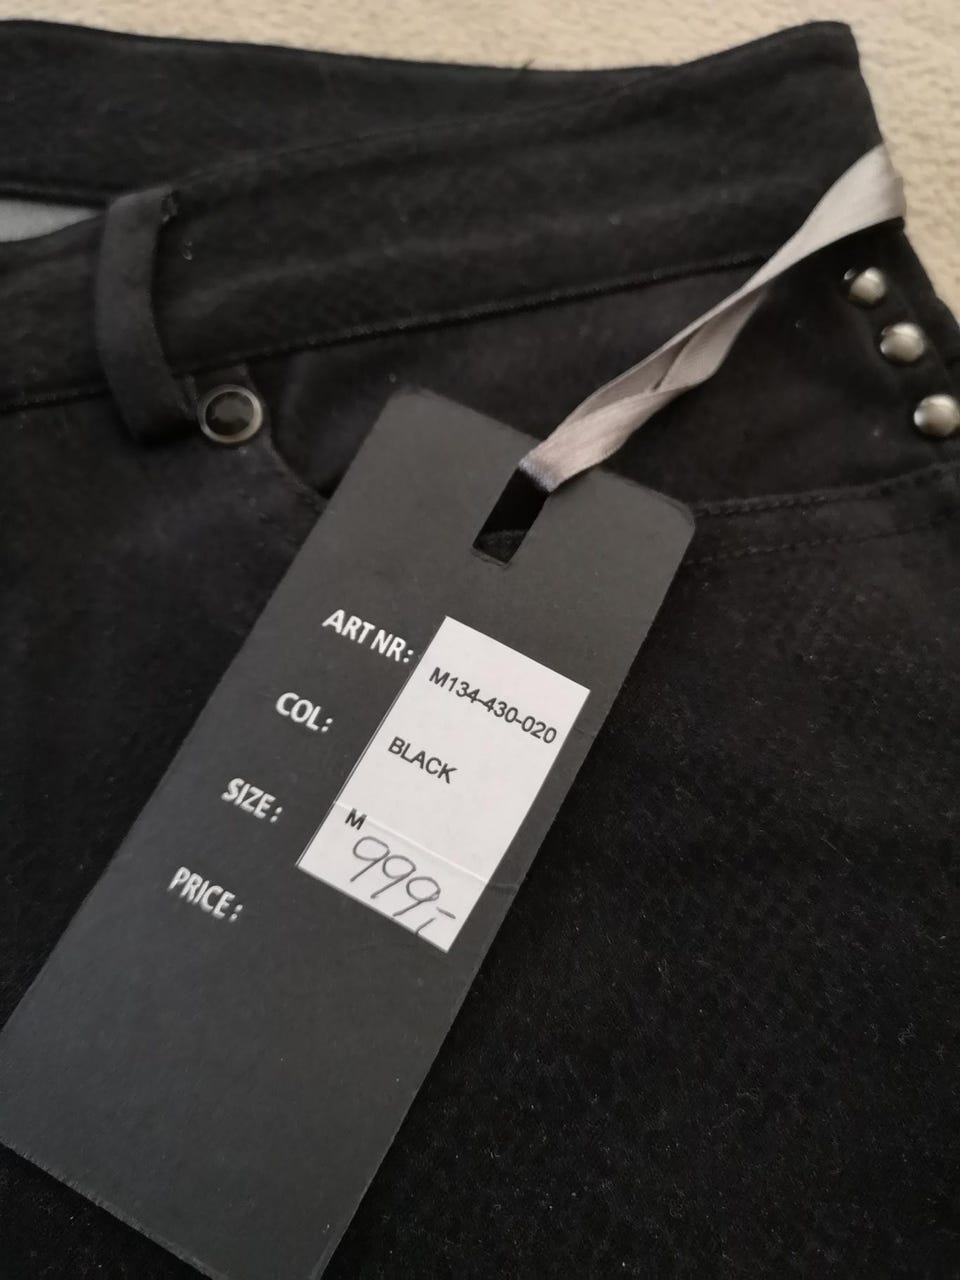 ART NR: M134-430-020
COL: BLACK
SIZE: M
PRICE: 999,-